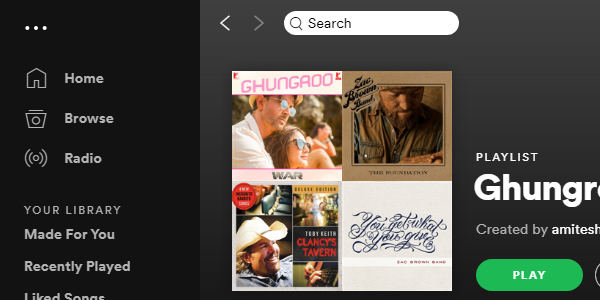 Search
Home
Browse
Radio
YOUR LIBRARY
Made For You
Recently Played
Liked Songs
GHUNGROO
WAR
Zac
Brown
Band
THE FOUNDATION
DELUXE EDITION
TOBY KEITH
CLANCY'S
TAVERN
You get what
You give
ZAC BROWN BAND
PLAYLIST
Ghungr
Created by amitesh
PLAY